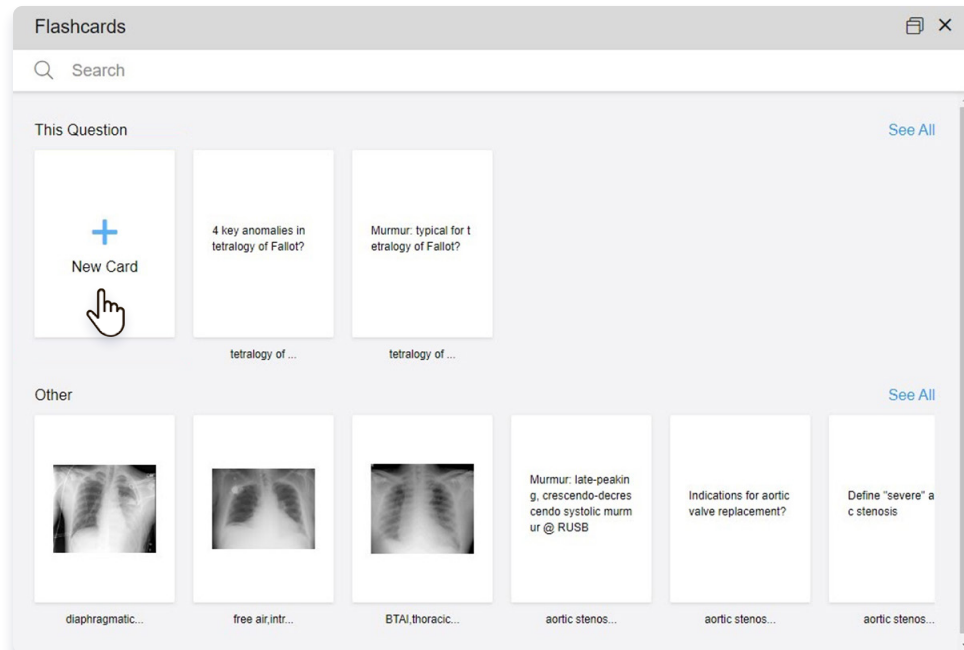 Flashcards
Search
This Question
See All
New Card
4 key anomalies in
tetralogy of Fallot?
Murmur: typical for t
etralogy of Fallot?
tetralogy of ...
tetralogy of ...
Other
See All
Murmur: late-peakin
g, crescendo-decres
cendo systolic murm
ur @ RUSB
Indications for aortic
valve replacement?
Define "severe" a
c stenosis
diaphragmatic...
free air,intr...
BTAI,thoracic...
aortic stenos...
aortic stenos...
aortic stenos...